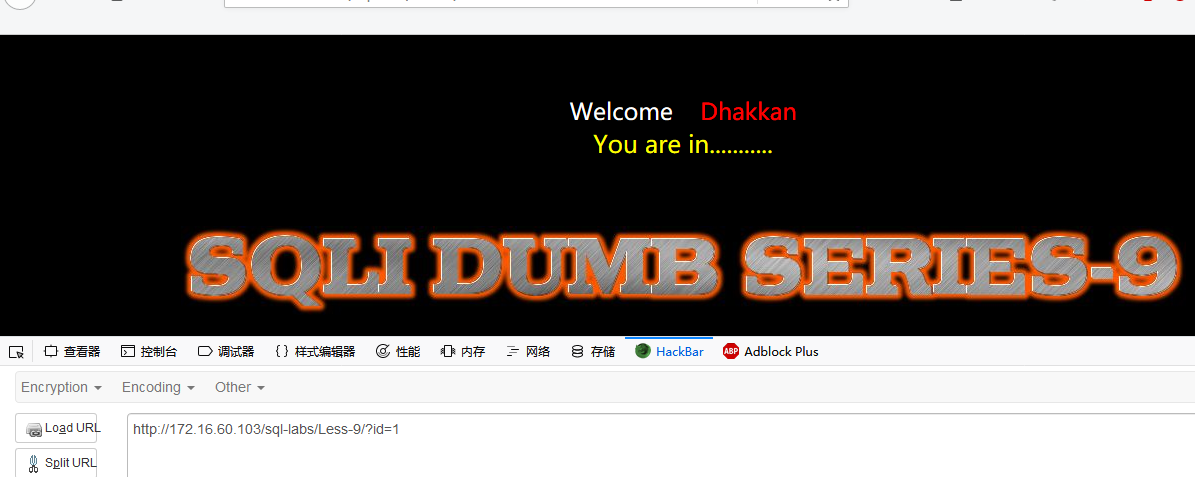 Welcome Dhakkan
You are in...........
SQLI DUMB SERIES-9
查看器 控制台 调试器 {} 样式编辑器 性能 内存 网络 存储 HackBar ABP Adblock Plus
Encryption Encoding Other
Load URL http://172.16.60.103/sql-labs/Less-9/?id=1
Split URL